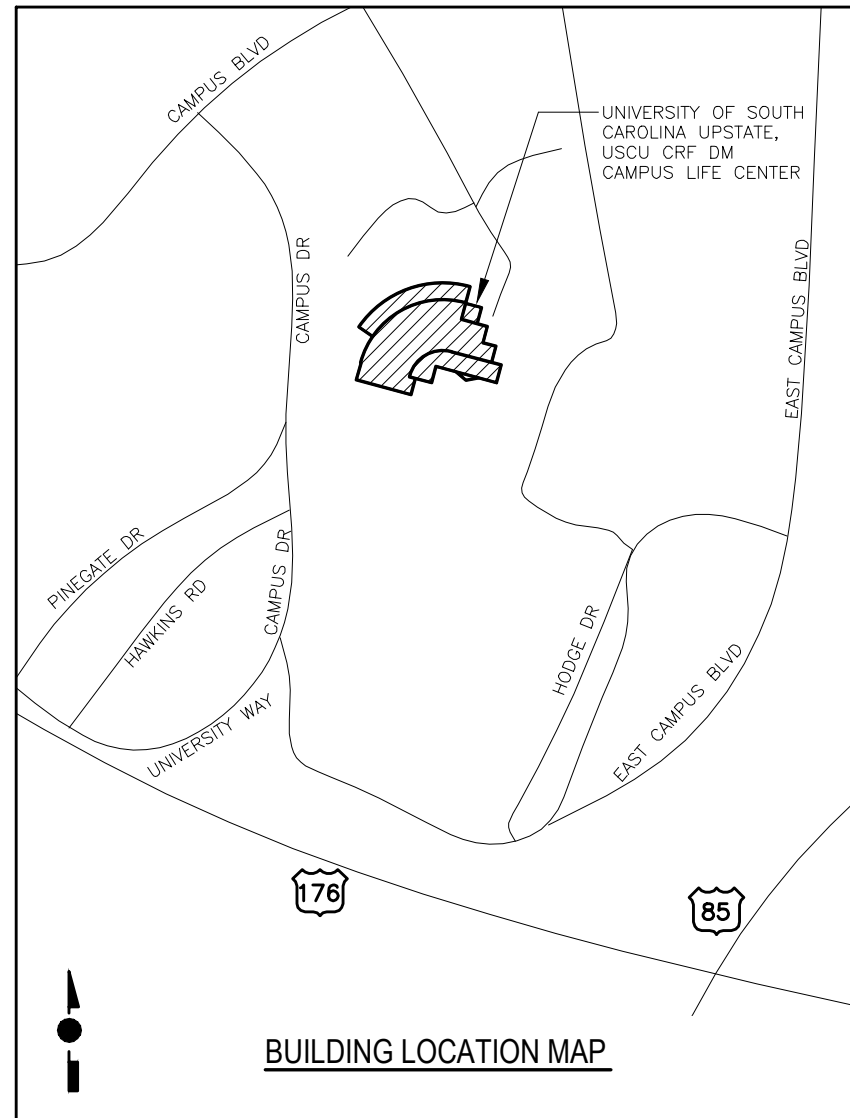 CAMPUS BLVD
UNIVERSITY OF SOUTH
CAROLINA UPSTATE,
USCU CRF DM
CAMPUS LIFE CENTER
CAMPUS DR
EAST CAMPUS BLVD
PINEGATE DR
HAWKINS RD
CAMPUS DR
HODGE DR
UNIVERSITY WAY
EAST CAMPUS BLVD
176
85
BUILDING LOCATION MAP